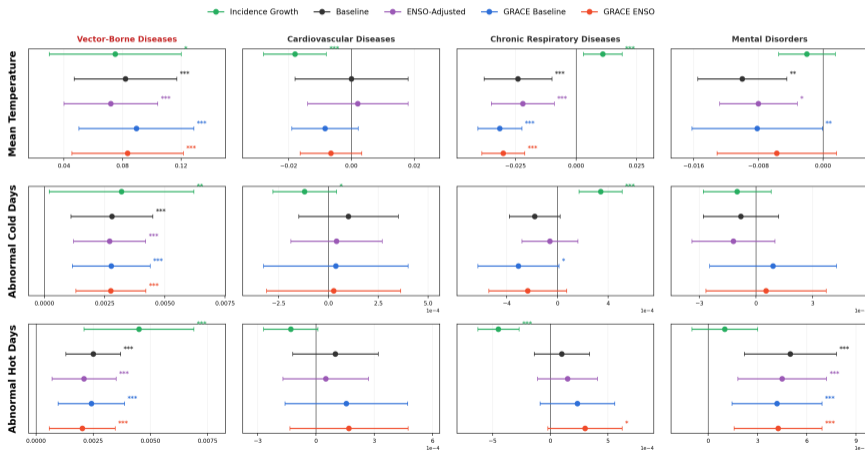 Incidence Growth Baseline ENSO-Adjusted GRACE Baseline GRACE ENSO
Vector-Borne Diseases Cardiovascular Diseases Chronic Respiratory Diseases Mental Disorders
Mean Temperature
* *** ***
*** *** **
*** *** *
*** *** **
*** ***
0.04 0.08 0.12 −0.02 0.00 0.02 −0.025 0.000 0.025 −0.016 −0.008 0.000
Abnormal Cold Days
** * ***
***
***
*** *
***
0.0000 0.0025 0.0050 0.0075 −2.5 0.0 2.5 5.0 −4 0 4 −3 0 3
1e−4 1e−4
Abnormal Hot Days
*** ***
*** ***
*** ***
*** ***
*** * ***
0.0000 0.0025 0.0050 0.0075 −3 0 3 6 −5 0 5 0 3 6 9
1e−4 1e−4